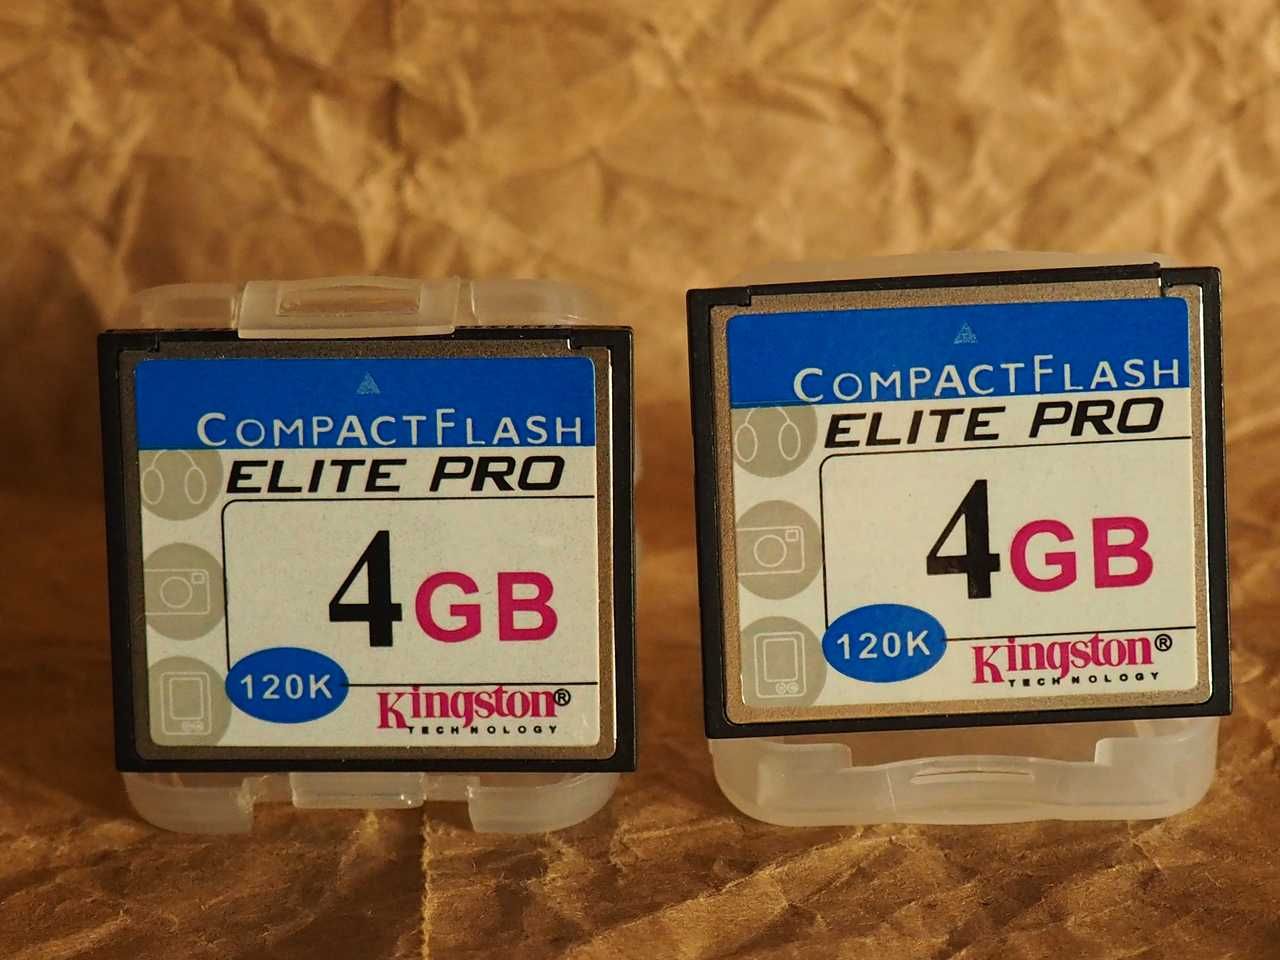 COMPACTFLASH
ELITE PRO
4GB
120K
Kingston®
TECHNOLOGY
COMPACTFLASH
ELITE PRO
4GB
120K
Kingston®
TECHNOLOGY